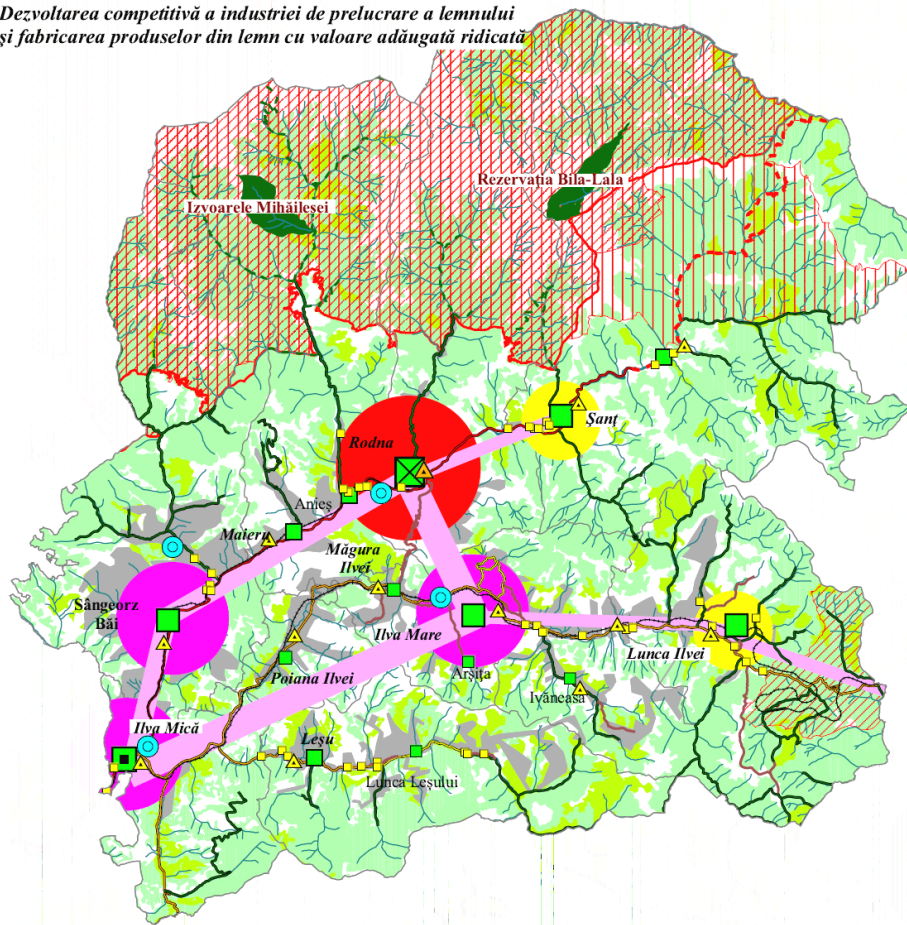 Dezvoltarea competitivă a industriei de prelucrare a lemnului
și fabricarea produselor din lemn cu valoare adăugată ridicată
Rezervația Bila-Lala
Izvoarele Mihăilesei
Șanț
Rodna
Anieș
Maieru
Măgura
Ilvei
Sângeorz
Băi
Ilva Mare
Lunca Ilvei
Poiana Ilvei
Arșița
Ivăneasa
Ilva Mică
Leșu
Lunca Leșului